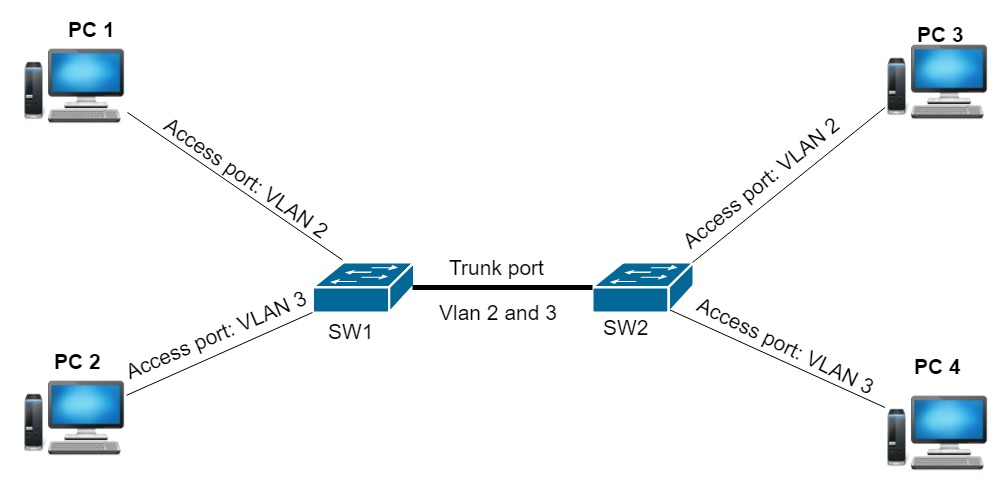 PC 1
PC 3
Access port: VLAN 2
Access port: VLAN 2
Trunk port
Vlan 2 and 3
SW1
SW2
Access port: VLAN 3
Access port: VLAN 3
PC 2
PC 4